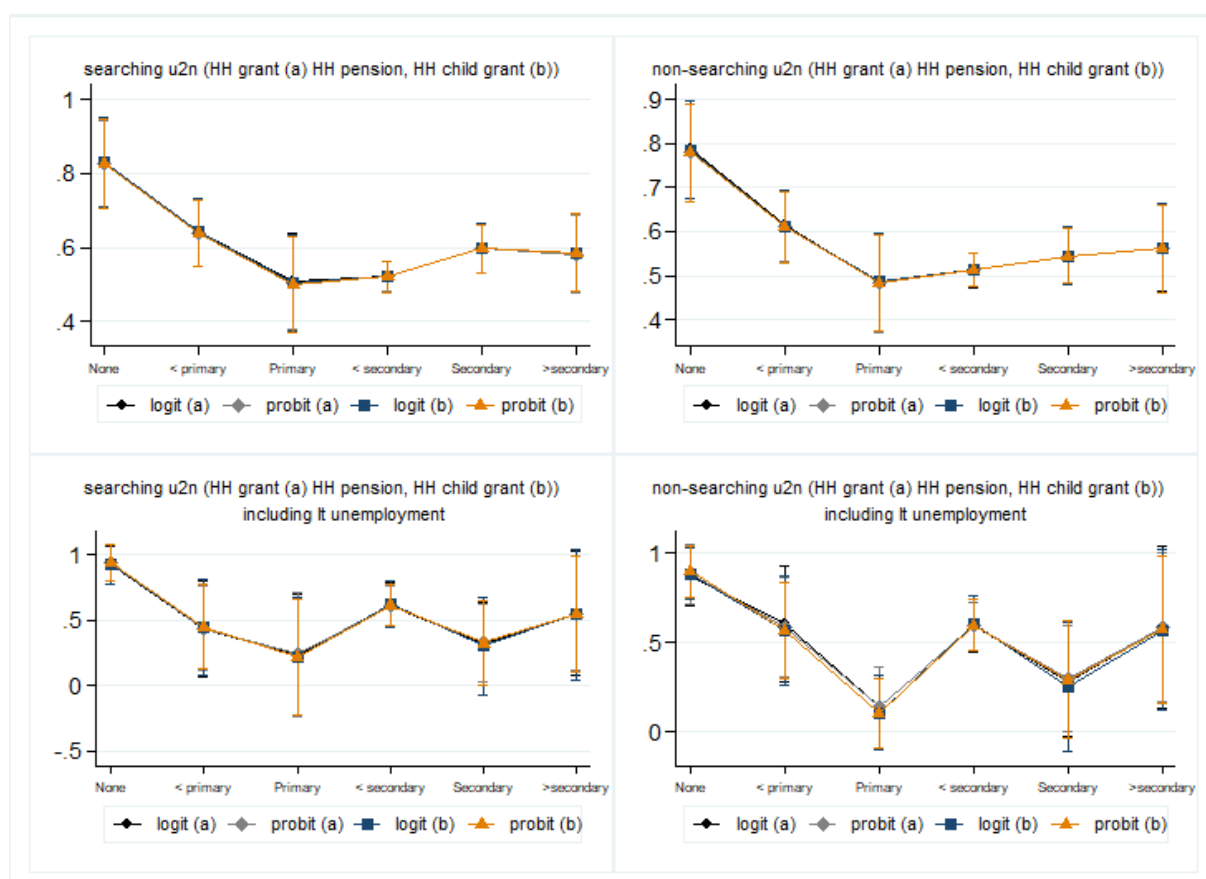 searching u2n (HH grant (a) HH pension, HH child grant (b))
1
.8
.6
.4
None < primary Primary < secondary Secondary >secondary
logit (a) probit (a) logit (b) probit (b)
non-searching u2n (HH grant (a) HH pension, HH child grant (b))
.9
.8
.7
.6
.5
.4
None < primary Primary < secondary Secondary >secondary
logit (a) probit (a) logit (b) probit (b)
searching u2n (HH grant (a) HH pension, HH child grant (b))
including lt unemployment
1
.5
0
-.5
None < primary Primary < secondary Secondary >secondary
logit (a) probit (a) logit (b) probit (b)
non-searching u2n (HH grant (a) HH pension, HH child grant (b))
including lt unemployment
1
.5
0
None < primary Primary < secondary Secondary >secondary
logit (a) probit (a) logit (b) probit (b)